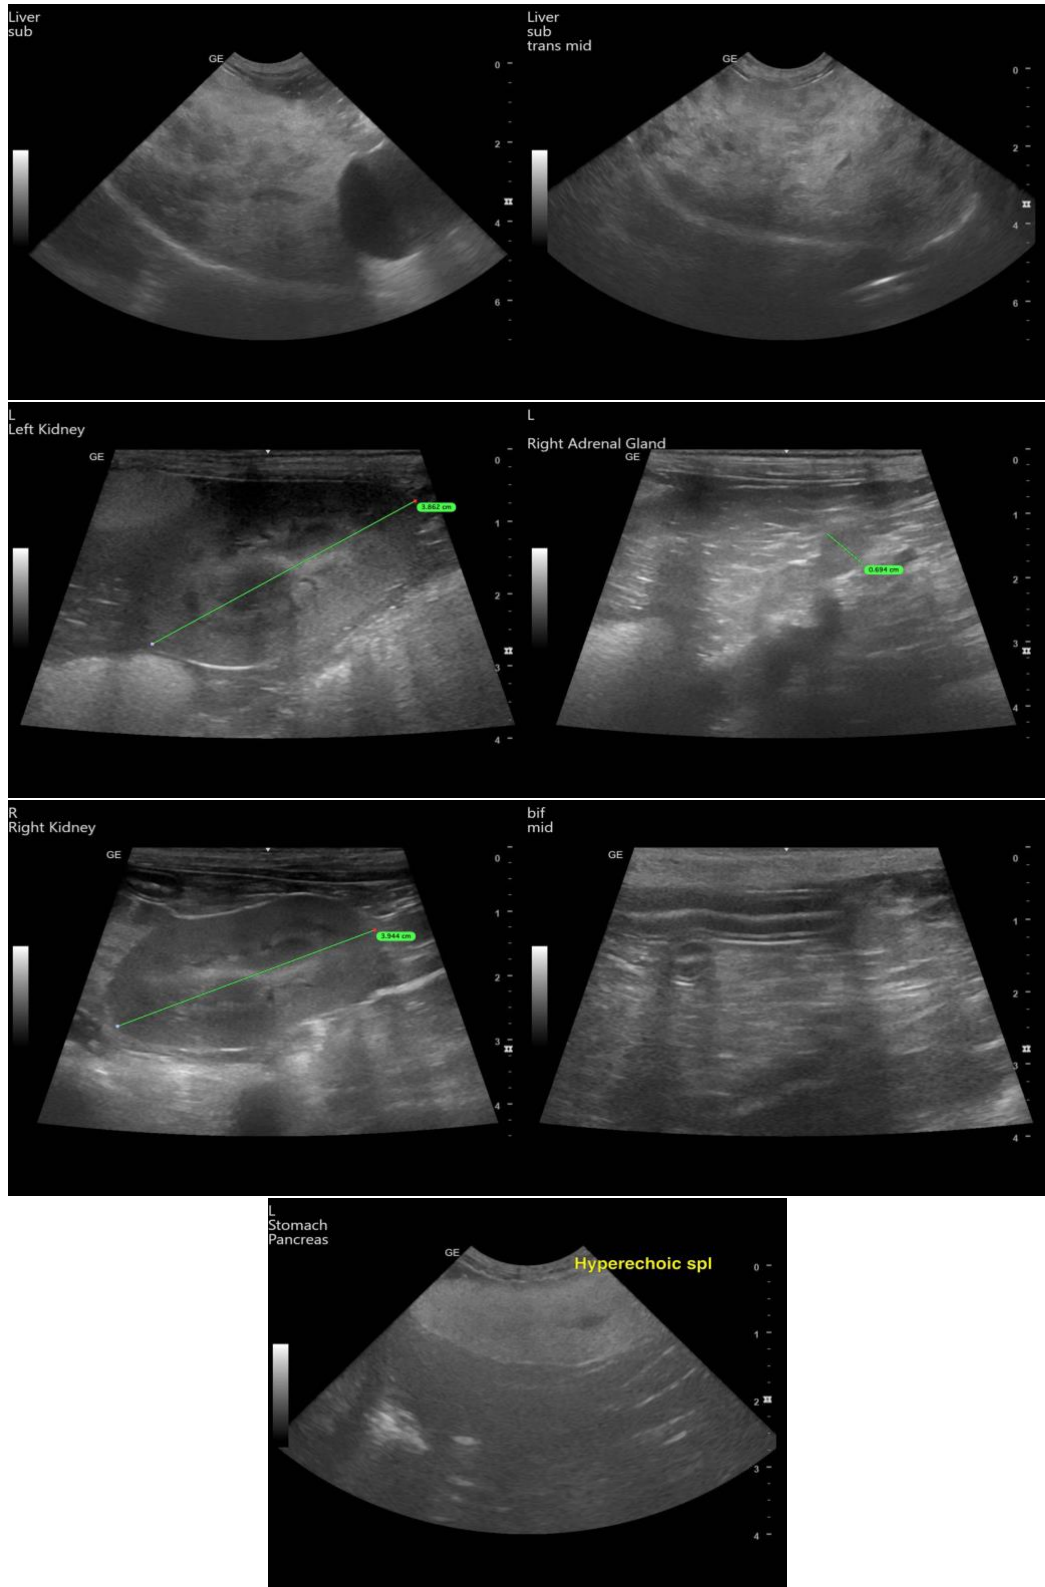 Liver
sub
GE
0
2
4
6
Liver
sub
trans mid
GE
0
2
4
6
L
Left Kidney
GE
0
1
2
3
4
3.862 cm
L
Right Adrenal Gland
GE
0
1
2
3
4
0.694 cm
R
Right Kidney
GE
0
1
2
3
4
3.944 cm
bif
mid
GE
0
1
2
3
4
L
Stomach
Pancreas
GE
Hyperechoic spl
0
1
2
3
4